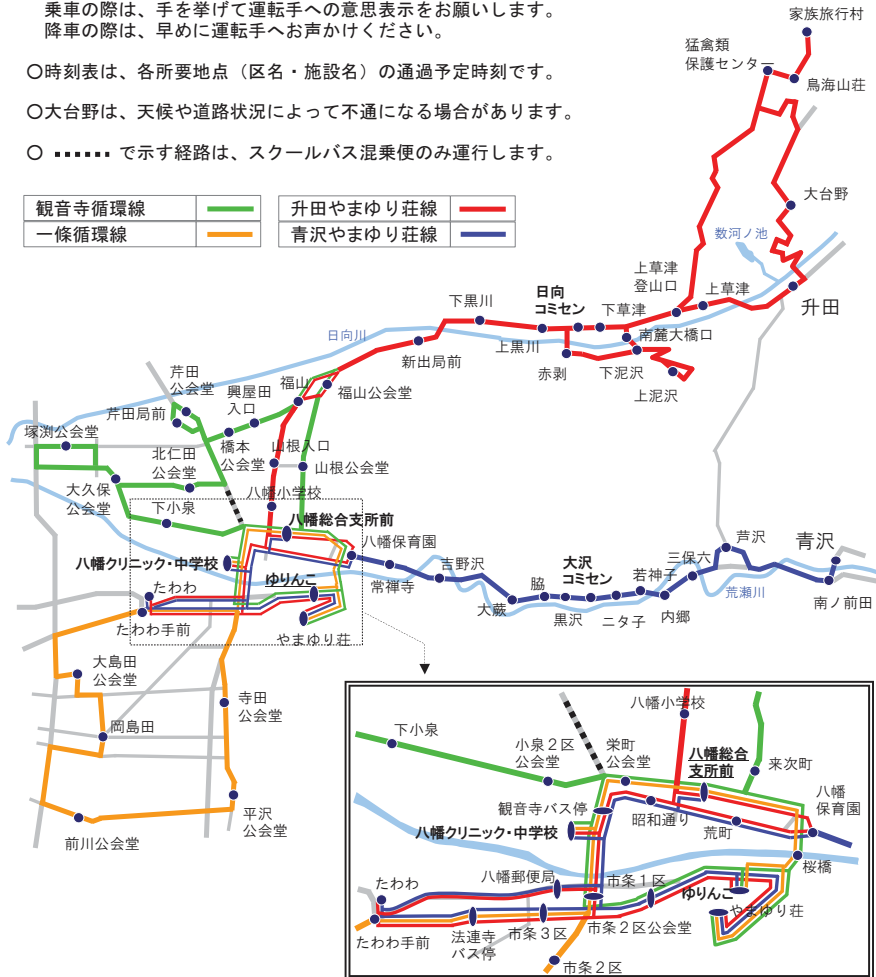 乗車の際は、手を挙げて運転手への意思表示をお願いします。
降車の際は、早めに運転手へお声かけください。
〇時刻表は、各所要地点（区名・施設名）の通過予定時刻です。
〇大台野は、天候や道路状況によって不通になる場合があります。
〇 ▪▪▪▪▪▪ で示す経路は、スクールバス混乗便のみ運行します。
観音寺循環線
升田やまゆり荘線
一條循環線
青沢やまゆり荘線
家族旅行村
猛禽類
保護センター
鳥海山荘
大台野
数河ノ池
上草津
登山口
上草津
升田
日向
コミセン
下草津
下黒川
南麓大橋口
日向川
上黒川
新出局前
赤剥
下泥沢
上泥沢
芹田
公会堂
興屋田
入口
福山
福山公会堂
芹田局前
塚渕公会堂
橋本
公会堂
山根入口
北仁田
公会堂
山根公会堂
大久保
公会堂
下小泉
八幡小学校
八幡総合支所前
八幡保育園
八幡クリニック・中学校
常禅寺
吉野沢
大沢
コミセン
三保六
芦沢
青沢
たわわ
ゆりんこ
大蕨
脇
黒沢
ニタ子
若神子
内郷
荒瀬川
南ノ前田
たわわ手前
やまゆり荘
大島田
公会堂
寺田
公会堂
岡島田
平沢
公会堂
前川公会堂
八幡小学校
下小泉
小泉２区
公会堂
栄町
公会堂
八幡総合
支所前
来次町
観音寺バス停
八幡
保育園
昭和通り
荒町
八幡クリニック・中学校
桜橋
たわわ
八幡郵便局
市条１区
ゆりんこ
やまゆり荘
たわわ手前
法連寺
バス停
市条３区
市条２区公会堂
市条２区